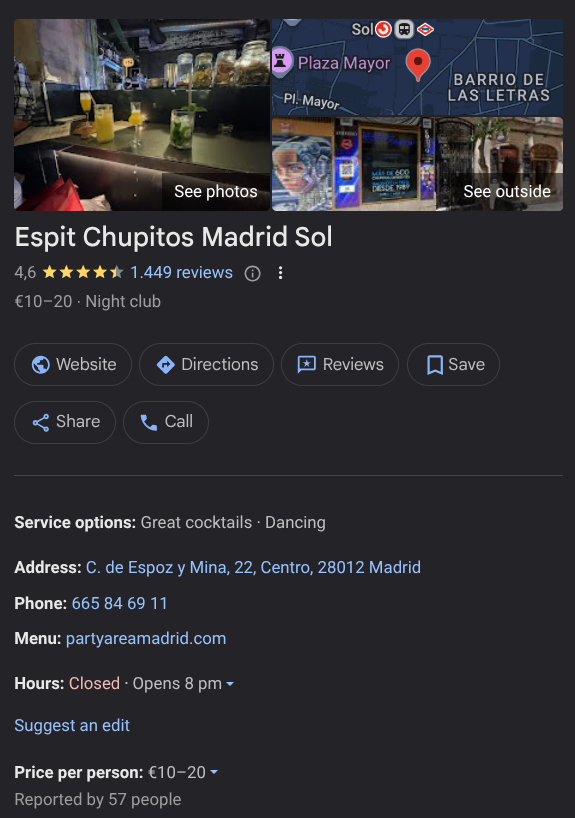 Sol
Plaza Mayor
Pl. Mayor
BARRIO DE
LAS LETRAS
MÁS DE 600
DESDE 1989
See photos
See outside
Espit Chupitos Madrid Sol
4,6 1.449 reviews
€10–20 · Night club
Website
Directions
Reviews
Save
Share
Call
Service options: Great cocktails · Dancing
Address: C. de Espoz y Mina, 22, Centro, 28012 Madrid
Phone: 665 84 69 11
Menu: partyareamadrid.com
Hours: Closed · Opens 8 pm
Suggest an edit
Price per person: €10–20
Reported by 57 people